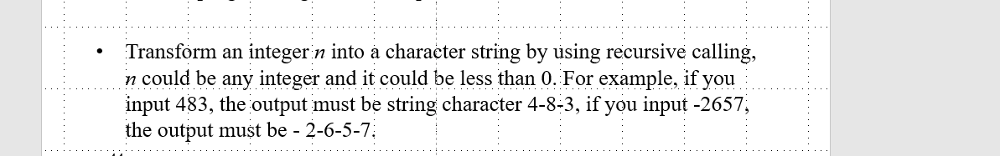 • Transform an integer n into a character string by using recursive calling,
n could be any integer and it could be less than 0. For example, if you
input 483, the output must be string character 4-8-3, if you input -2657,
the output must be - 2-6-5-7.